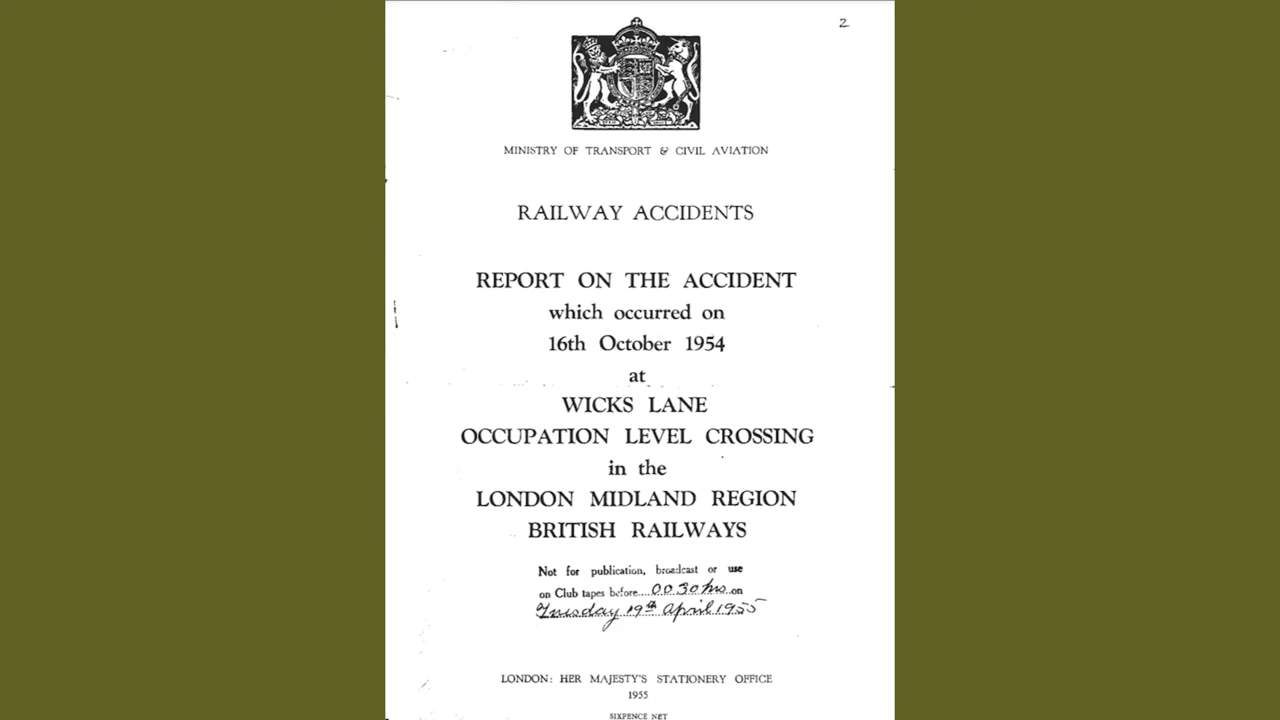 2
MINISTRY OF TRANSPORT & CIVIL AVIATION
RAILWAY ACCIDENTS
REPORT ON THE ACCIDENT
which occurred on
16th October 1954
at
WICKS LANE
OCCUPATION LEVEL CROSSING
in the
LONDON MIDLAND REGION
BRITISH RAILWAYS
Not for publication, broadcast or use
on Club tapes before....0030 hrs.on
Tuesday 19th April 1955
LONDON: HER MAJESTY'S STATIONERY OFFICE
1955
SIXPENCE NET